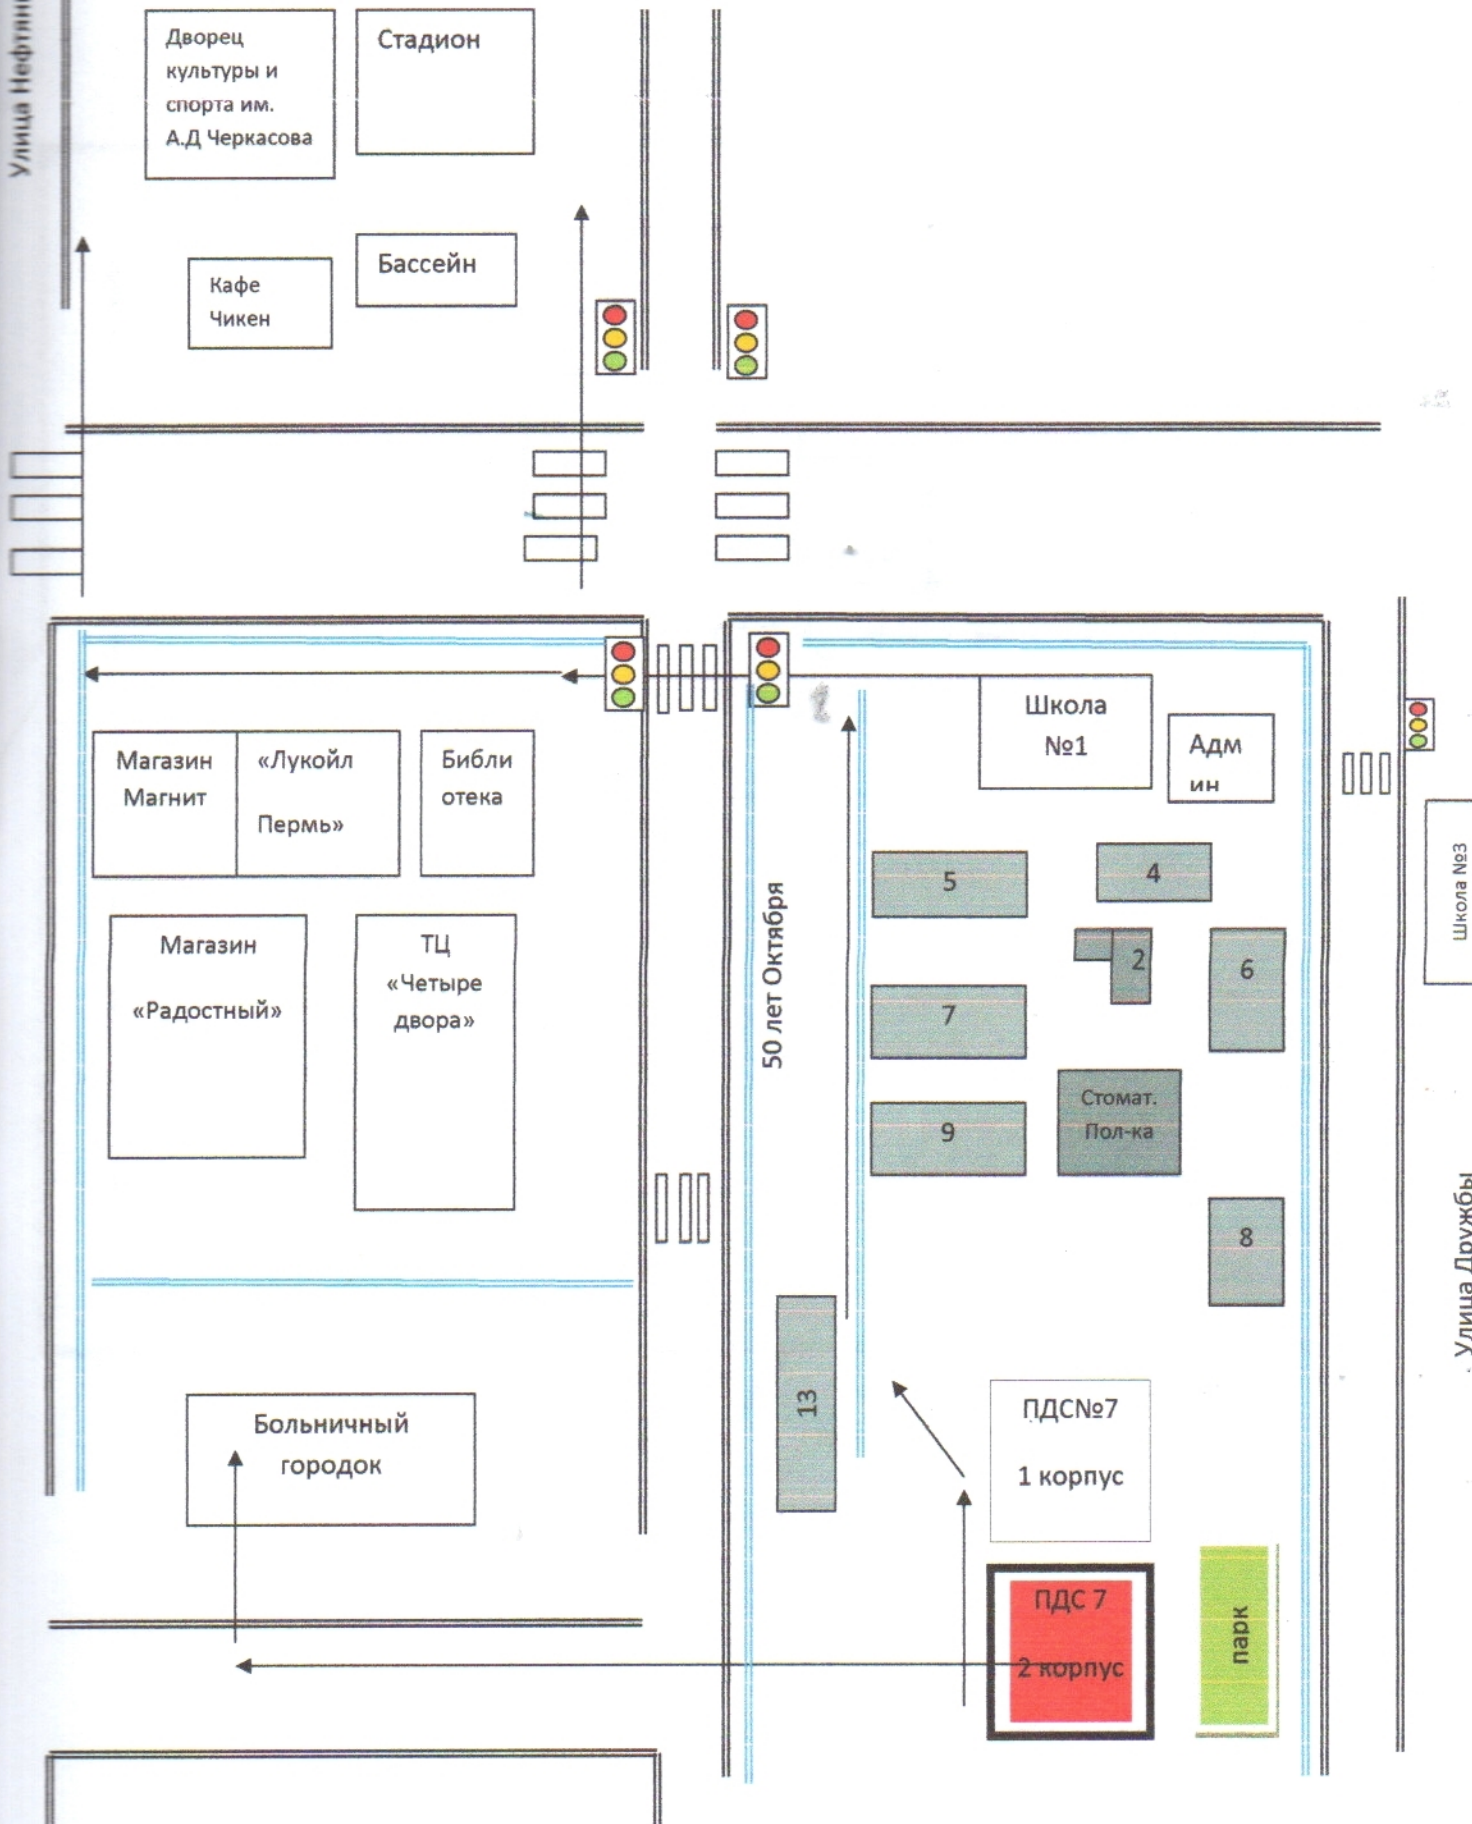 Улица Нефтян
Дворец
культуры и
спорта им.
А.Д Черкасова
Стадион
Кафе
Чикен
Бассейн
Магазин
Магнит
«Лукойл
Пермь»
Библи
отека
Магазин
«Радостный»
ТЦ
«Четыре
двора»
Больничный
городок
50 лет Октября
Школа
№1
Адм
ин
5
4
2
6
7
9
Стомат.
Пол-ка
8
13
ПДС№7
1 корпус
ПДС 7
2 корпус
парк
Школа №3
Улица Дружбы